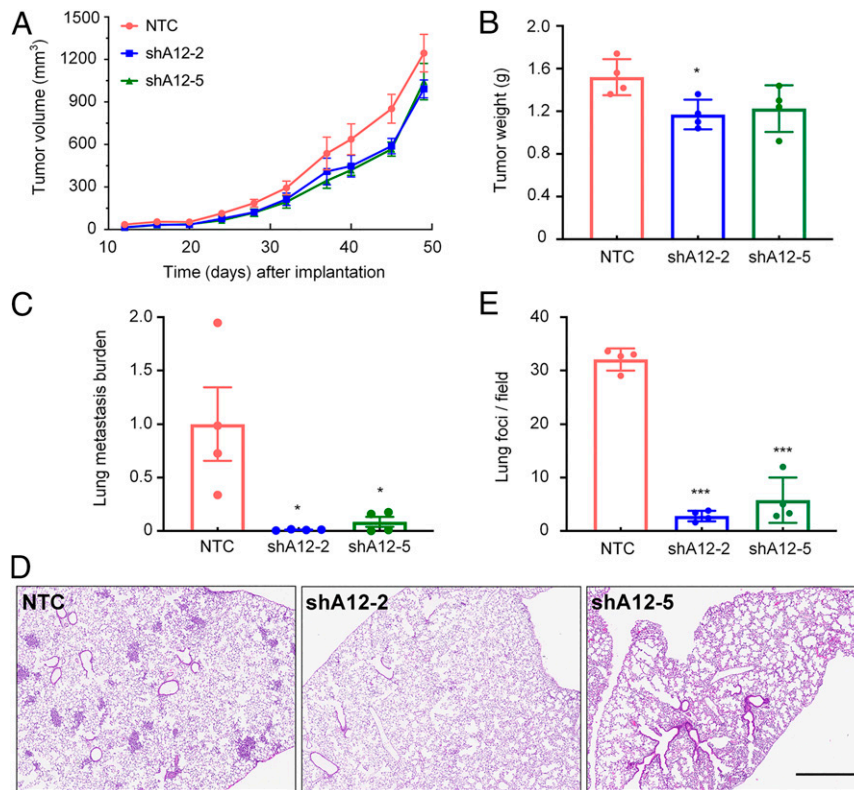 A
NTC
shA12-2
shA12-5
Tumor volume (mm³)
1500
1200
900
600
300
0
10 20 30 40 50
Time (days) after implantation
B
Tumor weight (g)
2.0
1.6
1.2
0.8
0.4
0
*
NTC shA12-2 shA12-5
C
Lung metastasis burden
2.0
1.5
1.0
0.5
0
* *
NTC shA12-2 shA12-5
E
Lung foci / field
40
30
20
10
0
*** ***
NTC shA12-2 shA12-5
D
NTC shA12-2 shA12-5